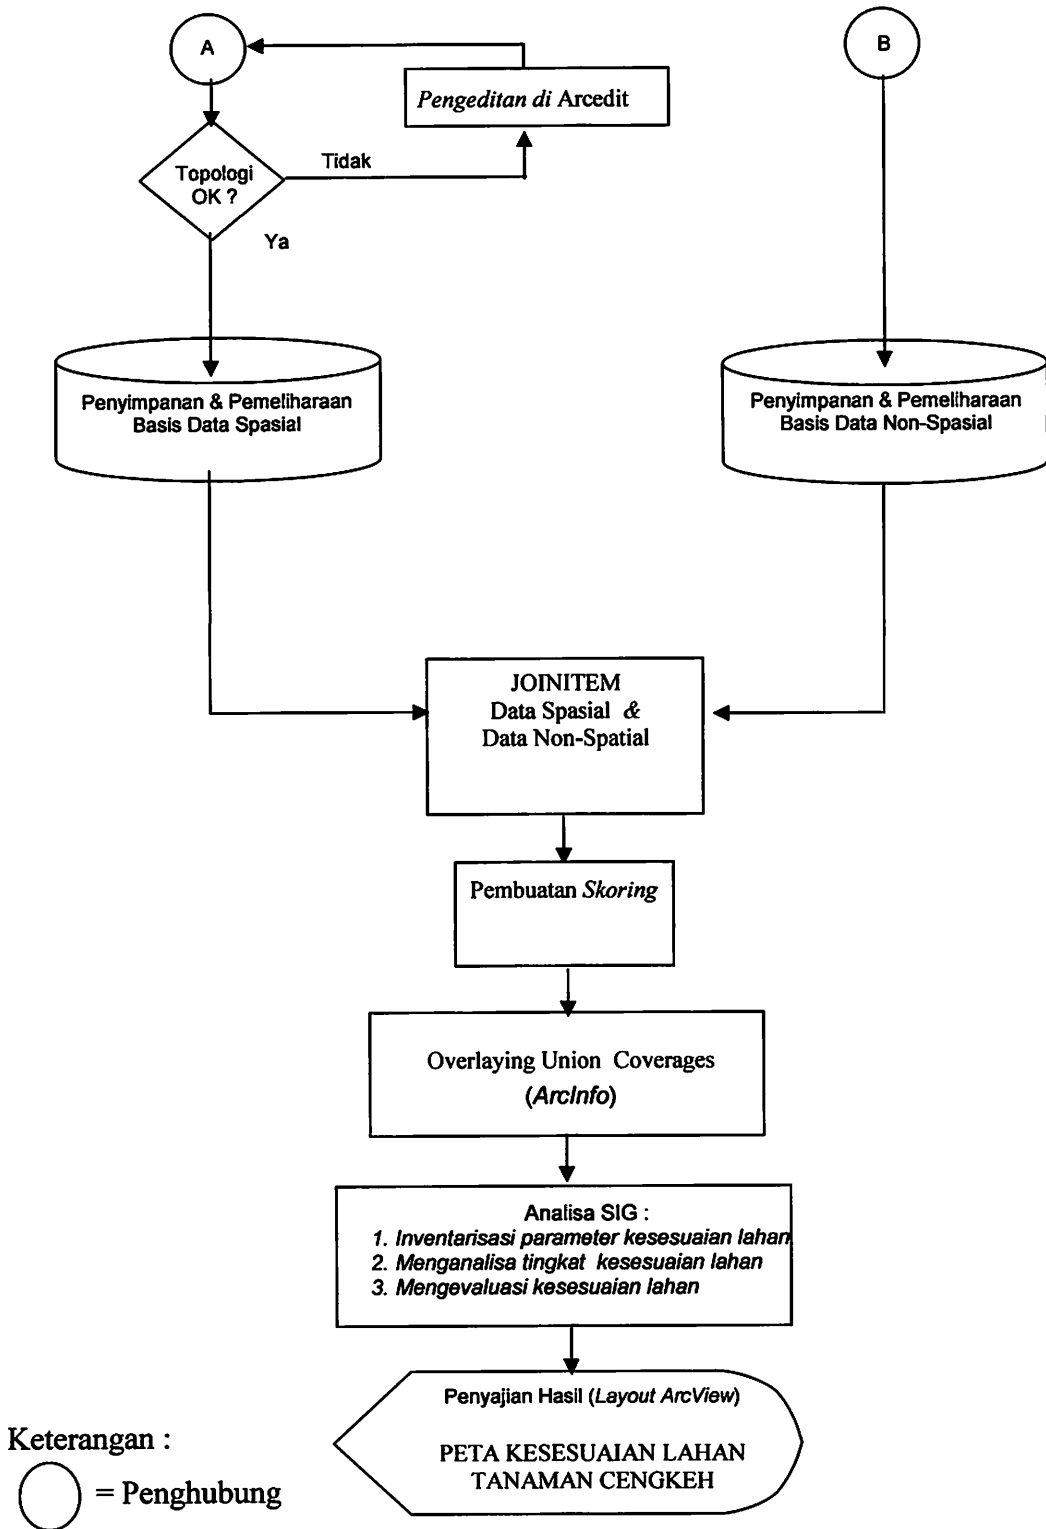 A
B
Pengeditan di Arcedit
Topologi
OK ?
Tidak
Ya
Penyimpanan & Pemeliharaan
Basis Data Spasial
Penyimpanan & Pemeliharaan
Basis Data Non-Spasial
JOINITEM
Data Spasial &
Data Non-Spatial
Pembuatan Skoring
Overlaying Union Coverages
(ArcInfo)
Analisa SIG :
1. Inventarisasi parameter kesesuaian lahan
2. Menganalisa tingkat kesesuaian lahan
3. Mengevaluasi kesesuaian lahan
Penyajian Hasil (Layout ArcView)
PETA KESESUAIAN LAHAN
TANAMAN CENGKEH
Keterangan :
= Penghubung